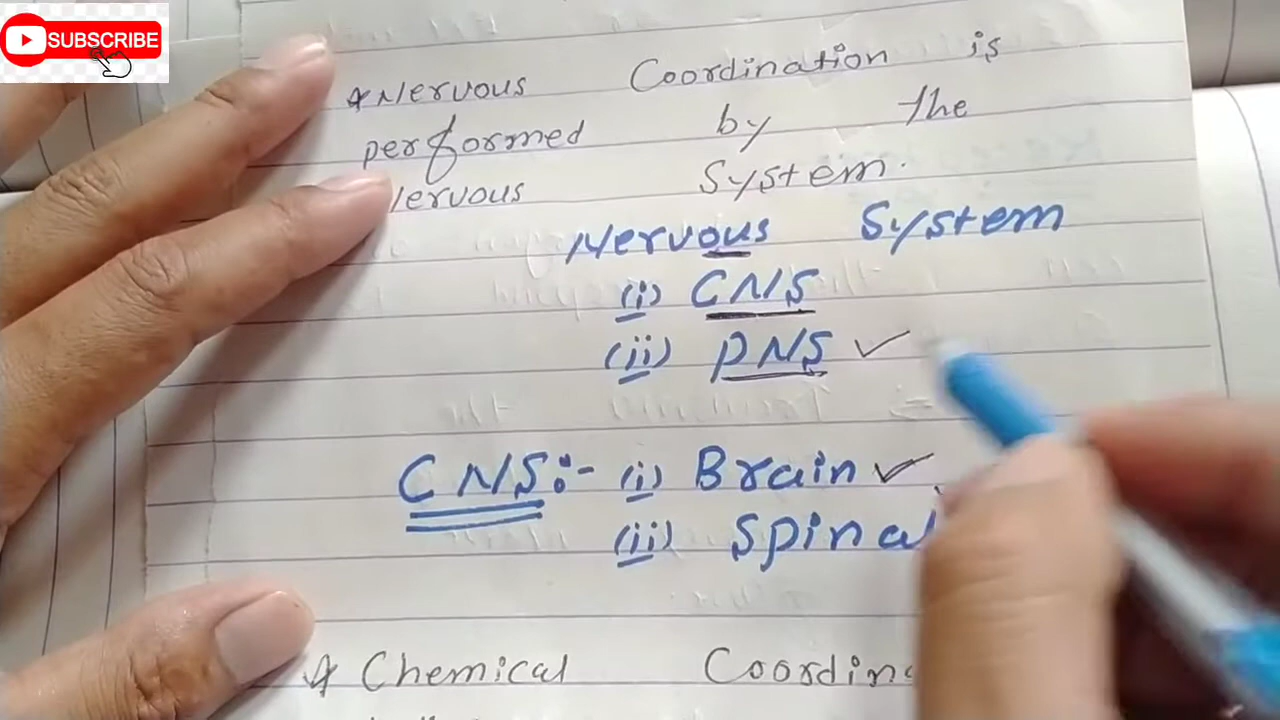 SUBSCRIBE
*Nervous Coordination is
performed by the
Nervous System.
Nervous System
(i) CNS
(ii) PNS ✓
CNS:- (i) Brain ✓
(ii) Spinal
* Chemical